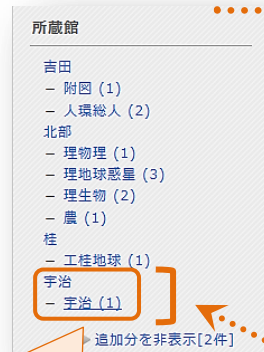 所蔵館
吉田
– 附図 (1)
– 人環総人 (2)
北部
– 理物理 (1)
– 理地球惑星 (3)
– 理生物 (2)
– 農 (1)
桂
– 工桂地球 (1)
宇治
– 宇治 (1)
追加分を非表示[2件]